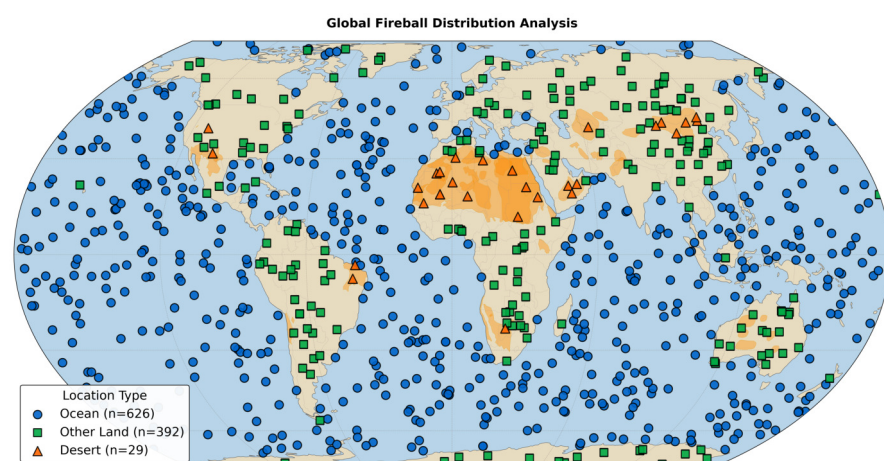 Global Fireball Distribution Analysis
Location Type
Ocean (n=626)
Other Land (n=392)
Desert (n=29)